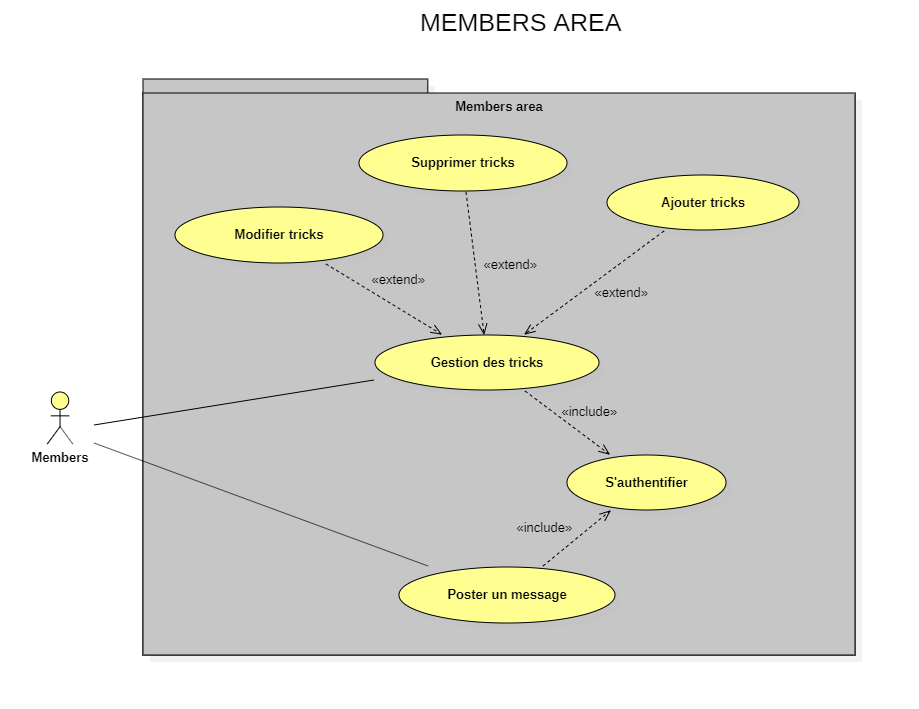 MEMBERS AREA
Members area
Supprimer tricks
Ajouter tricks
Modifier tricks
«extend»
«extend»
«extend»
Gestion des tricks
«include»
Members
S'authentifier
«include»
Poster un message